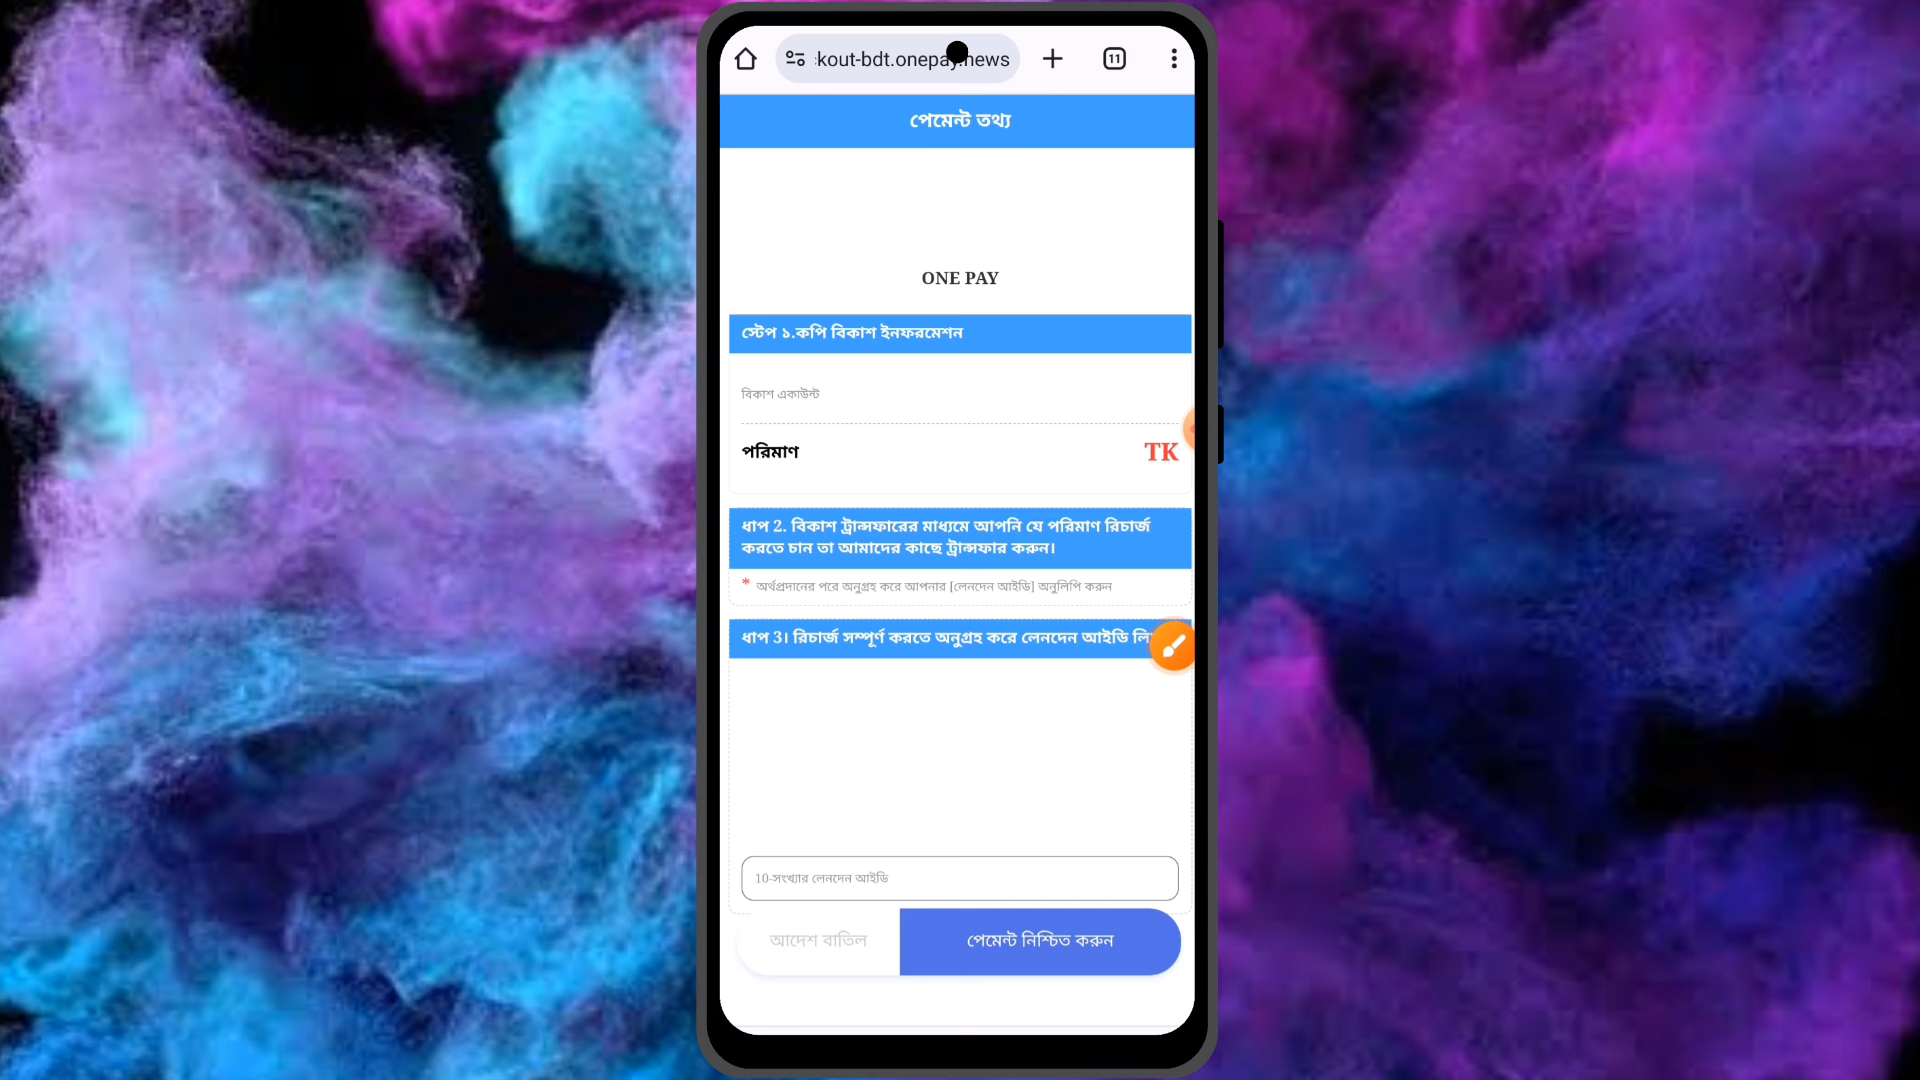 kout-bdt.onepay.news
11
পেমেন্ট তথ্য
ONE PAY
স্টেপ ১.কপি বিকাশ ইনফরমেশন
বিকাশ একাউন্ট
পরিমাণ TK
ধাপ 2. বিকাশ ট্রান্সফারের মাধ্যমে আপনি যে পরিমাণ রিচার্জ
করতে চান তা আমাদের কাছে ট্রান্সফার করুন।
* অর্থপ্রদানের পরে অনুগ্রহ করে আপনার [লেনদেন আইডি] অনুলিপি করুন
ধাপ 3। রিচার্জ সম্পূর্ণ করতে অনুগ্রহ করে লেনদেন আইডি
10-সংখ্যার লেনদেন আইডি
আদেশ বাতিল
পেমেন্ট নিশ্চিত করুন